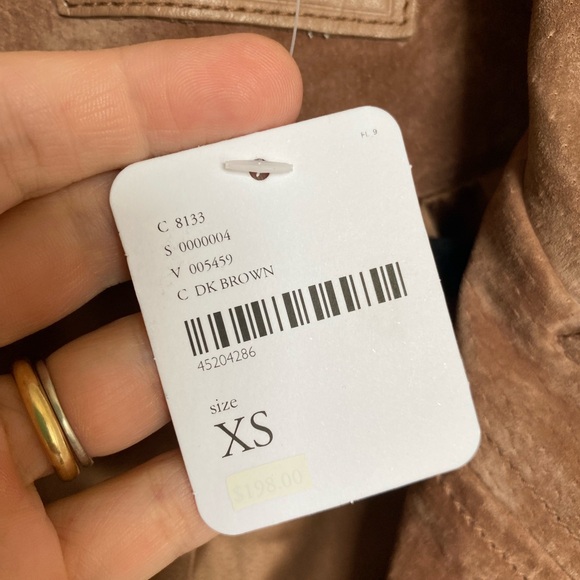 C 8133
S 0000004
V 005459
C DK BROWN
45204286
size
XS
$198.00